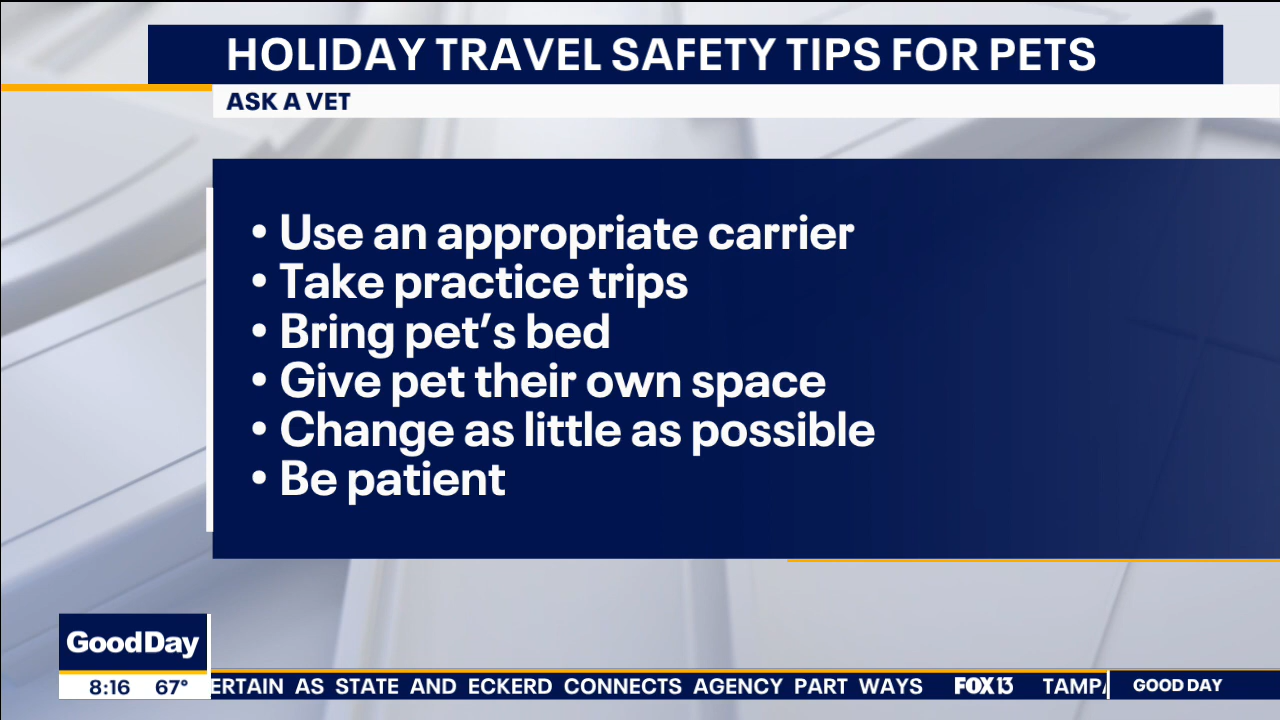 HOLIDAY TRAVEL SAFETY TIPS FOR PETS
ASK A VET
• Use an appropriate carrier
• Take practice trips
• Bring pet's bed
• Give pet their own space
• Change as little as possible
• Be patient
GoodDay
8:16 67° ERTAIN AS STATE AND ECKERD CONNECTS AGENCY PART WAYS FOX13 TAMPA GOOD DAY